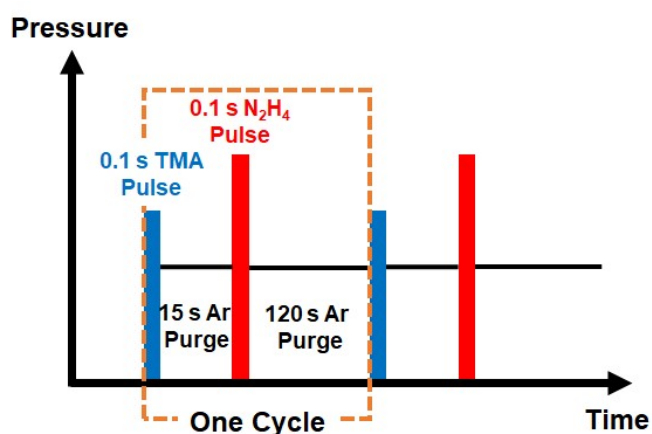 Pressure
0.1 s N₂H₄
Pulse
0.1 s TMA
Pulse
15 s Ar
Purge
120 s Ar
Purge
One Cycle
Time